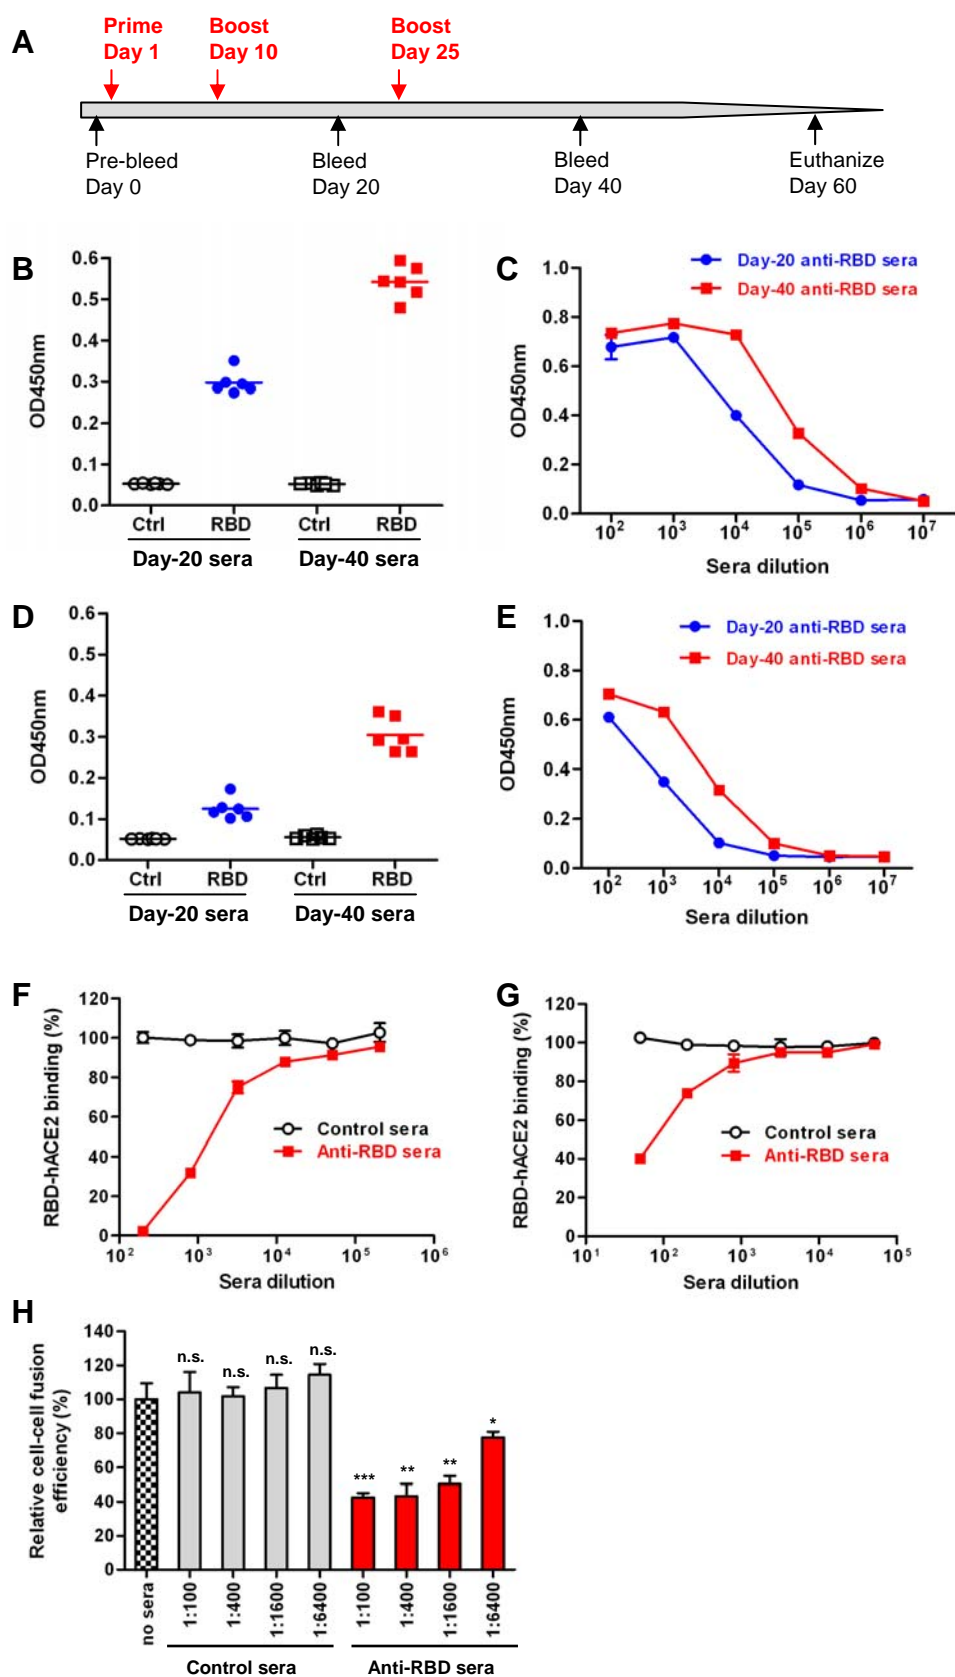 A
Prime
Day 1
Boost
Day 10
Boost
Day 25
Pre-bleed
Day 0
Bleed
Day 20
Bleed
Day 40
Euthanize
Day 60
B
OD450nm
0.6
0.5
0.4
0.3
0.2
0.1
0.0
Ctrl RBD Ctrl RBD
Day-20 sera Day-40 sera
C
Day-20 anti-RBD sera
Day-40 anti-RBD sera
OD450nm
1.0
0.8
0.6
0.4
0.2
0.0
10² 10³ 10⁴ 10⁵ 10⁶ 10⁷
Sera dilution
D
OD450nm
0.6
0.5
0.4
0.3
0.2
0.1
0.0
Ctrl RBD Ctrl RBD
Day-20 sera Day-40 sera
E
Day-20 anti-RBD sera
Day-40 anti-RBD sera
OD450nm
1.0
0.8
0.6
0.4
0.2
0.0
10² 10³ 10⁴ 10⁵ 10⁶ 10⁷
Sera dilution
F
RBD-hACE2 binding (%)
120
100
80
60
40
20
0
Control sera
Anti-RBD sera
10² 10³ 10⁴ 10⁵ 10⁶
Sera dilution
G
RBD-hACE2 binding (%)
120
100
80
60
40
20
0
Control sera
Anti-RBD sera
10¹ 10² 10³ 10⁴ 10⁵
Sera dilution
H
Relative cell-cell fusion
efficiency (%)
140
120
100
80
60
40
20
0
n.s. n.s. n.s. n.s.
*** ** ** *
no sera 1:100 1:400 1:1600 1:6400 1:100 1:400 1:1600 1:6400
Control sera Anti-RBD sera